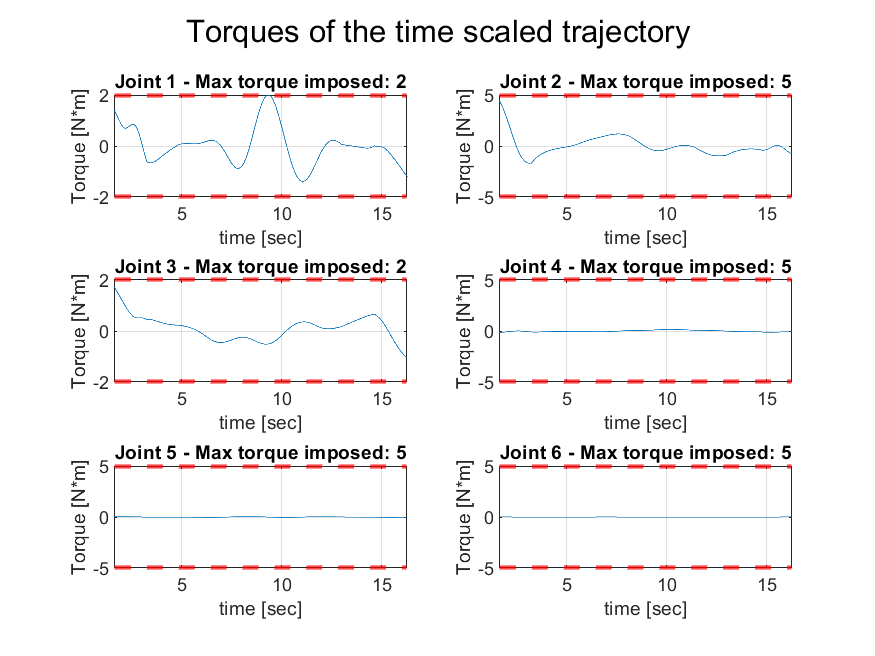 Torques of the time scaled trajectory
Joint 1 - Max torque imposed: 2
Torque [N*m]
2
0
-2
5
10
15
time [sec]
Joint 2 - Max torque imposed: 5
Torque [N*m]
5
0
-5
5
10
15
time [sec]
Joint 3 - Max torque imposed: 2
Torque [N*m]
2
0
-2
5
10
15
time [sec]
Joint 4 - Max torque imposed: 5
Torque [N*m]
5
0
-5
5
10
15
time [sec]
Joint 5 - Max torque imposed: 5
Torque [N*m]
5
0
-5
5
10
15
time [sec]
Joint 6 - Max torque imposed: 5
Torque [N*m]
5
0
-5
5
10
15
time [sec]